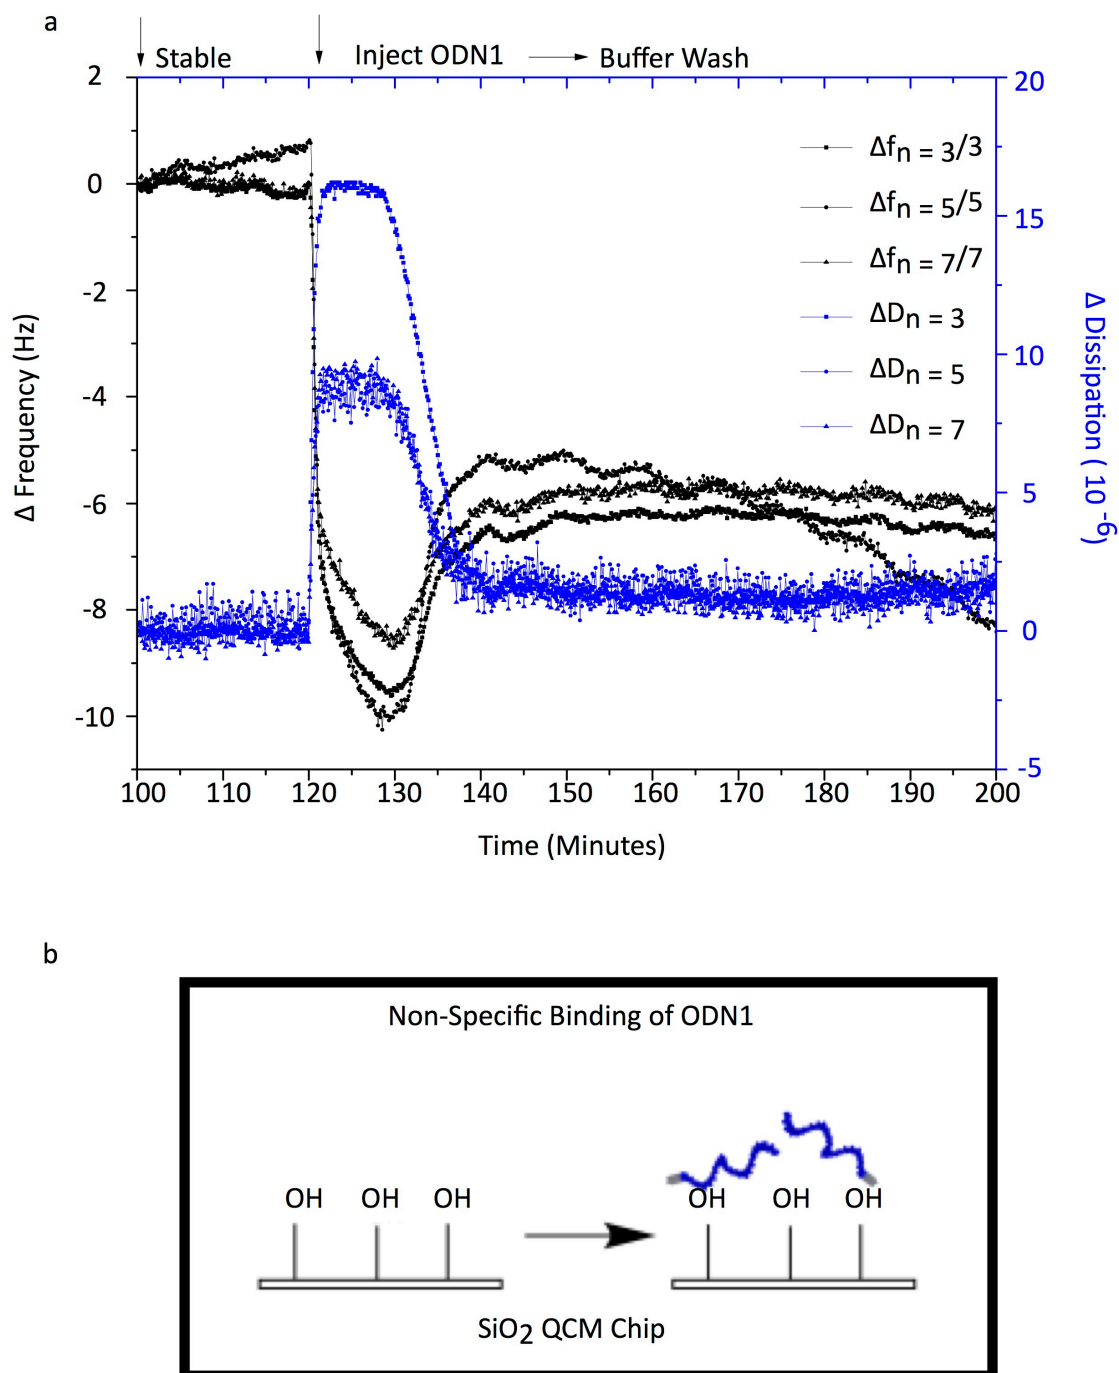 a
Stable
Inject ODN1
Buffer Wash
2
0
-2
-4
-6
-8
-10
Δ Frequency (Hz)
20
15
10
5
0
-5
Δ Dissipation ( 10-6)
Δfn = 3/3
Δfn = 5/5
Δfn = 7/7
ΔDn = 3
ΔDn = 5
ΔDn = 7
100 110 120 130 140 150 160 170 180 190 200
Time (Minutes)
b
Non-Specific Binding of ODN1
OH OH OH
OH OH OH
SiO2 QCM Chip